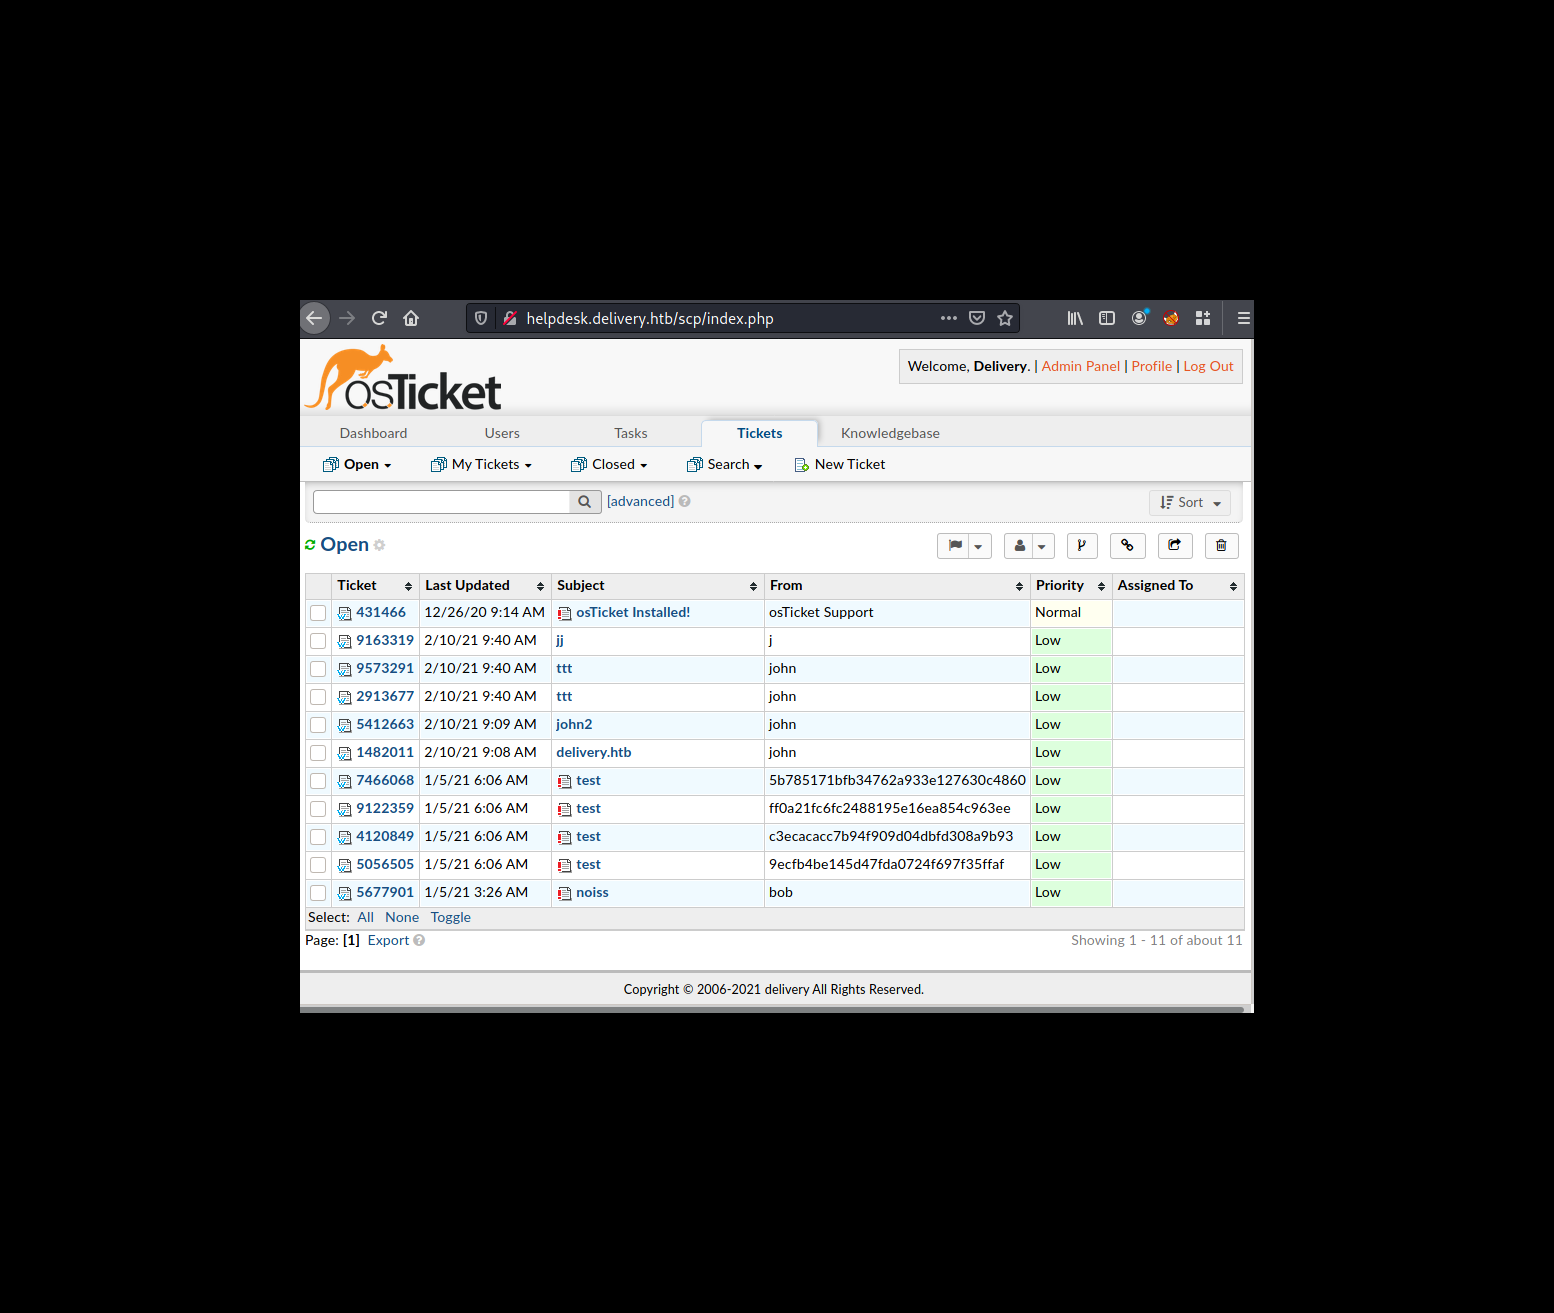 helpdesk.delivery.htb/scp/index.php
osTicket
Welcome, Delivery. | Admin Panel | Profile | Log Out
Dashboard Users Tasks Tickets Knowledgebase
Open My Tickets Closed Search New Ticket
[advanced] ? Sort
Open
Ticket Last Updated Subject From Priority Assigned To
431466 12/26/20 9:14 AM osTicket Installed! osTicket Support Normal
9163319 2/10/21 9:40 AM jj j Low
9573291 2/10/21 9:40 AM ttt john Low
2913677 2/10/21 9:40 AM ttt john Low
5412663 2/10/21 9:09 AM john2 john Low
1482011 2/10/21 9:08 AM delivery.htb john Low
7466068 1/5/21 6:06 AM test 5b785171bfb34762a933e127630c4860 Low
9122359 1/5/21 6:06 AM test ff0a21fc6fc2488195e16ea854c963ee Low
4120849 1/5/21 6:06 AM test c3ecacacc7b94f909d04dbfd308a9b93 Low
5056505 1/5/21 6:06 AM test 9ecfb4be145d47fda0724f697f35ffaf Low
5677901 1/5/21 3:26 AM noiss bob Low
Select: All None Toggle
Page: [1] Export ? Showing 1 - 11 of about 11
Copyright © 2006-2021 delivery All Rights Reserved.